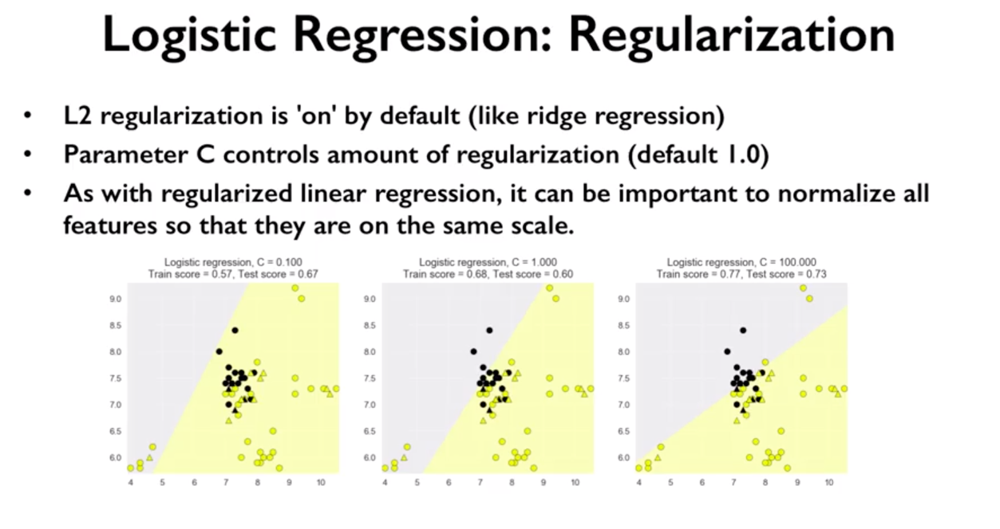 Logistic Regression: Regularization
• L2 regularization is 'on' by default (like ridge regression)
• Parameter C controls amount of regularization (default 1.0)
• As with regularized linear regression, it can be important to normalize all
features so that they are on the same scale.
Logistic regression, C = 0.100
Train score = 0.57, Test score = 0.67
9.0
8.5
8.0
7.5
7.0
6.5
6.0
4 5 6 7 8 9 10
Logistic regression, C = 1.000
Train score = 0.68, Test score = 0.60
9.0
8.5
8.0
7.5
7.0
6.5
6.0
4 5 6 7 8 9 10
Logistic regression, C = 100.000
Train score = 0.77, Test score = 0.73
9.0
8.5
8.0
7.5
7.0
6.5
6.0
4 5 6 7 8 9 10